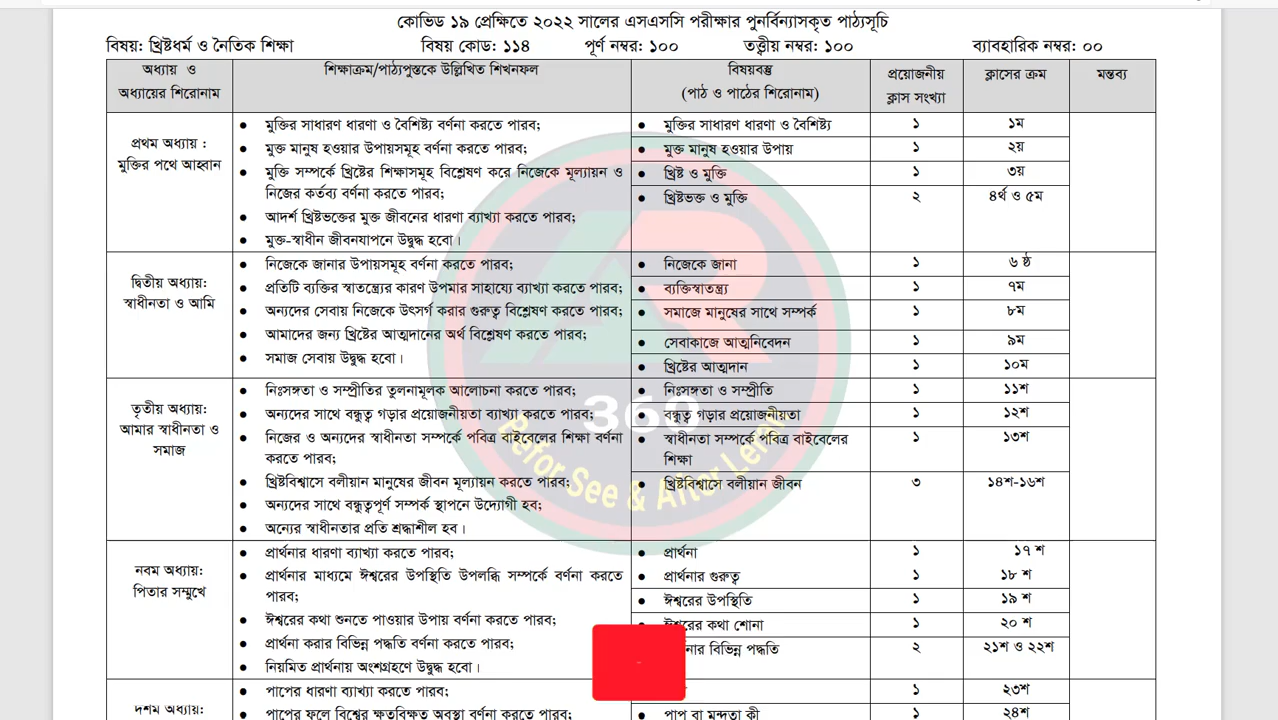 কোভিড ১৯ প্রেক্ষিতে ২০২২ সালের এসএসসি পরীক্ষার পুনর্বিন্যাসকৃত পাঠ্যসূচি
বিষয়: খ্রিষ্টধর্ম ও নৈতিক শিক্ষা বিষয় কোড: ১১৪ পূর্ণ নম্বর: ১০০ তত্ত্বীয় নম্বর: ১০০ ব্যাবহারিক নম্বর: ০০
অধ্যায় ও
অধ্যায়ের শিরোনাম
শিক্ষাক্রম/পাঠ্যপুস্তকে উল্লিখিত শিখনফল
বিষয়বস্তু
(পাঠ ও পাঠের শিরোনাম)
প্রয়োজনীয়
ক্লাস সংখ্যা
ক্লাসের ক্রম
মন্তব্য
প্রথম অধ্যায় :
মুক্তির পথে আহ্বান
● মুক্তির সাধারণ ধারণা ও বৈশিষ্ট্য বর্ণনা করতে পারব;
● মুক্ত মানুষ হওয়ার উপায়সমূহ বর্ণনা করতে পারব;
● মুক্তি সম্পর্কে খ্রিষ্টের শিক্ষাসমূহ বিশ্লেষণ করে নিজেকে মূল্যায়ন ও
নিজের কর্তব্য বর্ণনা করতে পারব;
● আদর্শ খ্রিষ্টভক্তের মুক্ত জীবনের ধারণা ব্যাখ্যা করতে পারব;
● মুক্ত-স্বাধীন জীবনযাপনে উদ্বুদ্ধ হবো।
● মুক্তির সাধারণ ধারণা ও বৈশিষ্ট্য ১ ১ম
● মুক্ত মানুষ হওয়ার উপায় ১ ২য়
● খ্রিষ্ট ও মুক্তি ১ ৩য়
● খ্রিষ্টভক্ত ও মুক্তি ২ ৪র্থ ও ৫ম
দ্বিতীয় অধ্যায়:
স্বাধীনতা ও আমি
● নিজেকে জানার উপায়সমূহ বর্ণনা করতে পারব;
● প্রতিটি ব্যক্তির স্বাতন্ত্র্যের কারণ উপমার সাহায্যে ব্যাখ্যা করতে পারব;
● অন্যদের সেবায় নিজেকে উৎসর্গ করার গুরুত্ব বিশ্লেষণ করতে পারব;
● আমাদের জন্য খ্রিষ্টের আত্মদানের অর্থ বিশ্লেষণ করতে পারব;
● সমাজ সেবায় উদ্বুদ্ধ হবো।
● নিজেকে জানা ১ ৬ ষ্ঠ
● ব্যক্তিস্বাতন্ত্র্য ১ ৭ম
● সমাজে মানুষের সাথে সম্পর্ক ১ ৮ম
● সেবাকাজে আত্মনিবেদন ১ ৯ম
● খ্রিষ্টের আত্মদান ১ ১০ম
তৃতীয় অধ্যায়:
আমার স্বাধীনতা ও
সমাজ
● নিঃসঙ্গতা ও সম্প্রীতির তুলনামূলক আলোচনা করতে পারব;
● অন্যদের সাথে বন্ধুত্ব গড়ার প্রয়োজনীয়তা ব্যাখ্যা করতে পারব;
● নিজের ও অন্যদের স্বাধীনতা সম্পর্কে পবিত্র বাইবেলের শিক্ষা বর্ণনা
করতে পারব;
● খ্রিষ্টবিশ্বাসে বলীয়ান মানুষের জীবন মূল্যায়ন করতে পারব;
● অন্যদের সাথে বন্ধুত্বপূর্ণ সম্পর্ক স্থাপনে উদ্যোগী হব;
● অন্যের স্বাধীনতার প্রতি শ্রদ্ধাশীল হব।
● নিঃসঙ্গতা ও সম্প্রীতি ১ ১১শ
● বন্ধুত্ব গড়ার প্রয়োজনীয়তা ১ ১২শ
● স্বাধীনতা সম্পর্কে পবিত্র বাইবেলের
শিক্ষা ১ ১৩শ
● খ্রিষ্টবিশ্বাসে বলীয়ান জীবন ৩ ১৪শ-১৬শ
নবম অধ্যায়:
পিতার সম্মুখে
● প্রার্থনার ধারণা ব্যাখ্যা করতে পারব;
● প্রার্থনার মাধ্যমে ঈশ্বরের উপস্থিতি উপলব্ধি সম্পর্কে বর্ণনা করতে
পারব;
● ঈশ্বরের কথা শুনতে পাওয়ার উপায় বর্ণনা করতে পারব;
● প্রার্থনা করার বিভিন্ন পদ্ধতি বর্ণনা করতে পারব;
● নিয়মিত প্রার্থনায় অংশগ্রহণে উদ্বুদ্ধ হবো।
● প্রার্থনা ১ ১৭ শ
● প্রার্থনার গুরুত্ব ১ ১৮ শ
● ঈশ্বরের উপস্থিতি ১ ১৯ শ
ঈশ্বরের কথা শোনা ১ ২০ শ
বিভিন্ন পদ্ধতি ২ ২১শ ও ২২শ
দশম অধ্যায়:
● পাপের ধারণা ব্যাখ্যা করতে পারব;
● পাপের ফলে বিশ্বের ক্ষতবিক্ষত অবস্থা বর্ণনা করতে পারব;
১ ২৩শ
● পাপ বা মন্দতা কী ১ ২৪শ
360
Befor See & After Lern